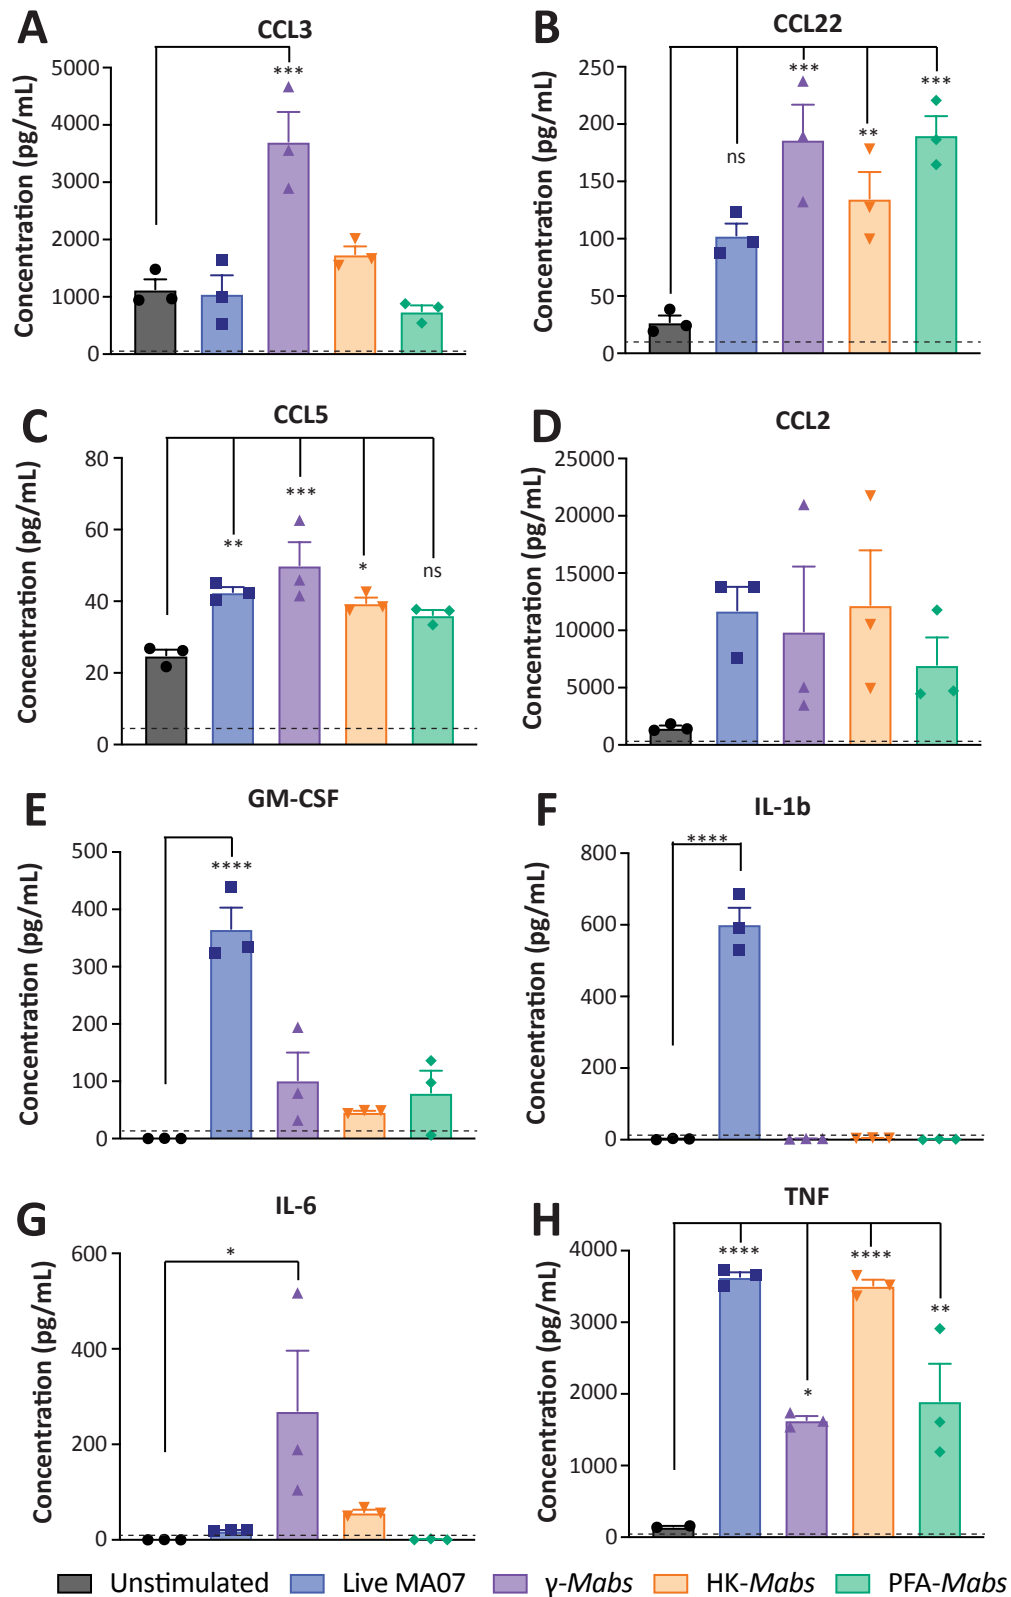 A
CCL3
Concentration (pg/mL)
5000
4000
3000
2000
1000
0
***
B
CCL22
Concentration (pg/mL)
250
200
150
100
50
0
ns
***
**
***
C
CCL5
Concentration (pg/mL)
80
60
40
20
0
**
***
*
ns
D
CCL2
Concentration (pg/mL)
25000
20000
15000
10000
5000
0
E
GM-CSF
Concentration (pg/mL)
500
400
300
200
100
0
****
F
IL-1b
Concentration (pg/mL)
800
600
400
200
0
****
G
IL-6
Concentration (pg/mL)
600
400
200
0
*
H
TNF
Concentration (pg/mL)
4000
3000
2000
1000
0
****
*
****
**
Unstimulated Live MA07 γ-Mabs HK-Mabs PFA-Mabs